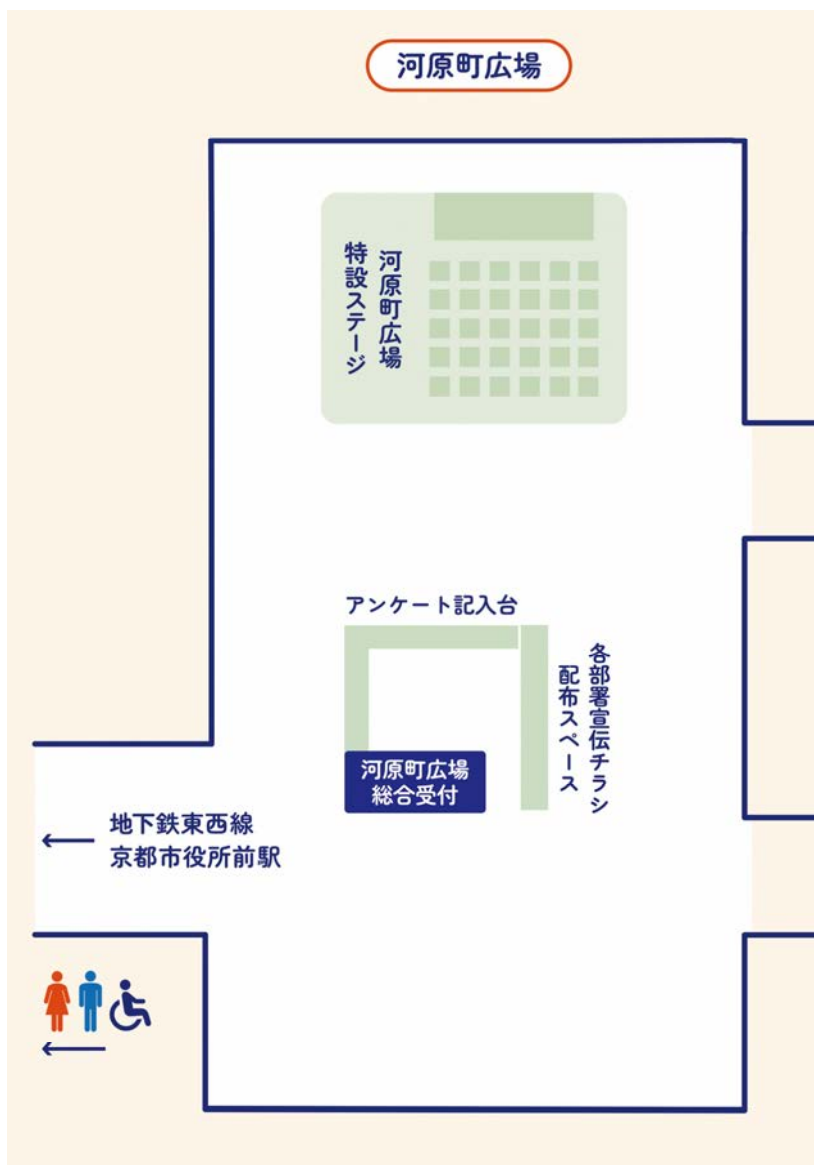 河原町広場
河原町広場
特設ステージ
アンケート記入台
各部署宣伝チラシ
配布スペース
河原町広場
総合受付
地下鉄東西線
京都市役所前駅